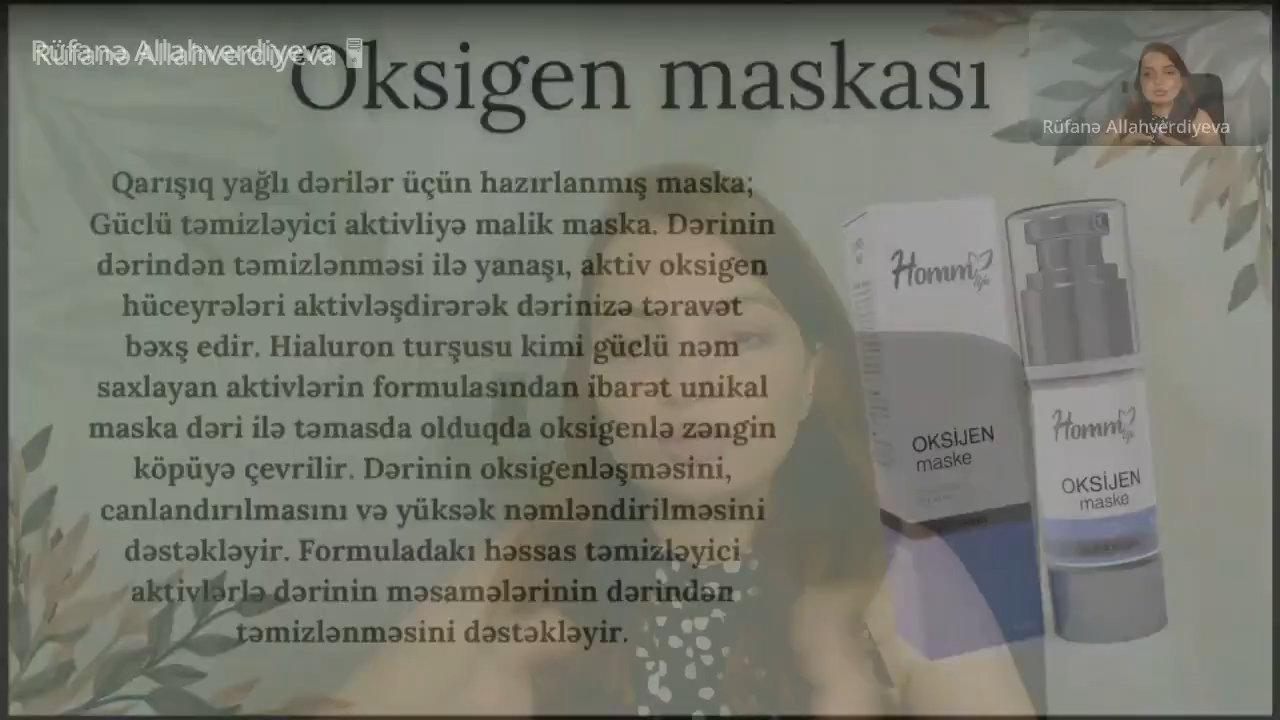 Rüfanə Allahverdiyeva
Oksigen maskası
Rüfanə Allahverdiyeva
Qarışıq yağlı dərilər üçün hazırlanmış maska;
Güclü təmizləyici aktivliyə malik maska. Dərinin
dərindən təmizlənməsi ilə yanaşı, aktiv oksigen
hüceyrələri aktivləşdirərək dərinizə təravət
bəxş edir. Hialuron turşusu kimi güclü nəm
saxlayan aktivlərin formulasından ibarət unikal
maska dəri ilə təmasda olduqda oksigenlə zəngin
köpüyə çevrilir. Dərinin oksigenləşməsini,
canlandırılmasını və yüksək nəmləndirilməsini
dəstəkləyir. Formuladakı həssas təmizləyici
aktivlərlə dərinin məsamələrinin dərindən
təmizlənməsini dəstəkləyir.
Homm
life
OKSİJEN
maske
Homm
life
OKSİJEN
maske